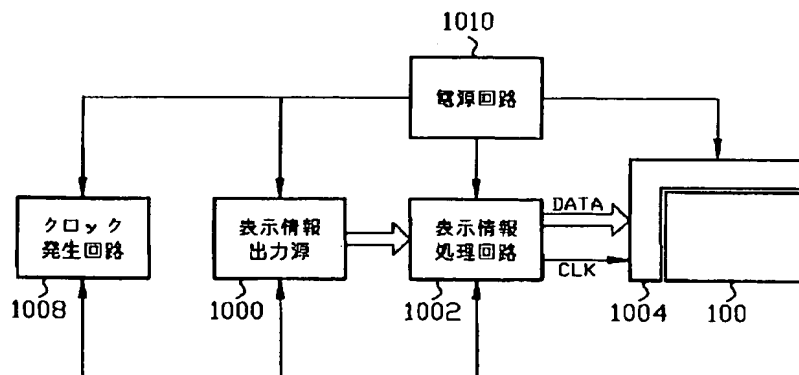 1010
電源回路
クロック
発生回路
表示情報
出力源
表示情報
処理回路
DATA
CLK
1008
1000
1002
1004
100